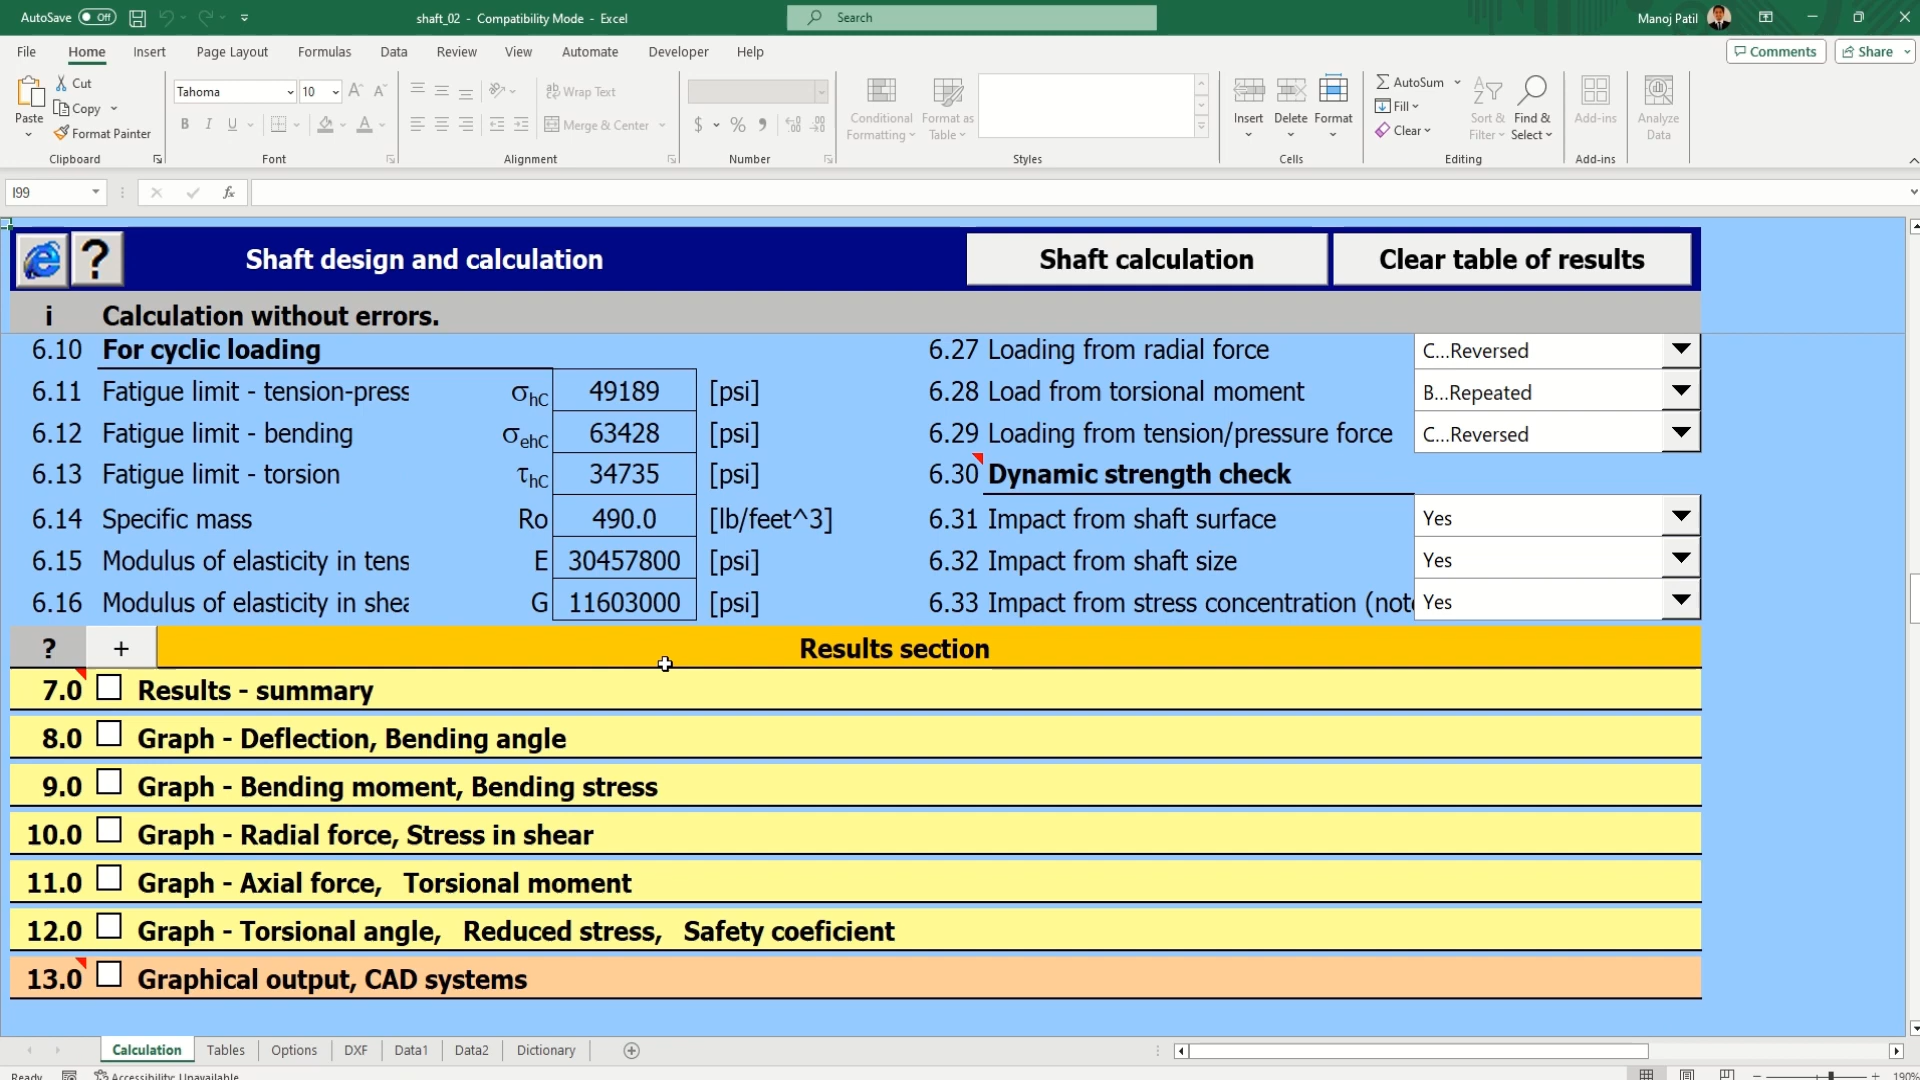 AutoSave Off shaft_02 - Compatibility Mode - Excel Search Manoj Patil
File Home Insert Page Layout Formulas Data Review View Automate Developer Help Comments Share
Paste Cut Copy Format Painter Clipboard
Tahoma 10 A A B I U A Font
ab Wrap Text Merge & Center Alignment
$ % Number
Conditional Formatting Format as Table Styles
Insert Delete Format Cells
AutoSum Fill Clear Sort & Filter Find & Select Editing
Add-ins Add-ins
Analyze Data
I99 fx
? Shaft design and calculation Shaft calculation Clear table of results
i Calculation without errors.
6.10 For cyclic loading 6.27 Loading from radial force C...Reversed
6.11 Fatigue limit - tension-press σhC 49189 [psi] 6.28 Load from torsional moment B...Repeated
6.12 Fatigue limit - bending σehC 63428 [psi] 6.29 Loading from tension/pressure force C...Reversed
6.13 Fatigue limit - torsion τhC 34735 [psi] 6.30 Dynamic strength check
6.14 Specific mass Ro 490.0 [lb/feet^3] 6.31 Impact from shaft surface Yes
6.15 Modulus of elasticity in tens E 30457800 [psi] 6.32 Impact from shaft size Yes
6.16 Modulus of elasticity in shea G 11603000 [psi] 6.33 Impact from stress concentration (note Yes
? + Results section
7.0 Results - summary
8.0 Graph - Deflection, Bending angle
9.0 Graph - Bending moment, Bending stress
10.0 Graph - Radial force, Stress in shear
11.0 Graph - Axial force, Torsional moment
12.0 Graph - Torsional angle, Reduced stress, Safety coeficient
13.0 Graphical output, CAD systems
Calculation Tables Options DXF Data1 Data2 Dictionary
Ready Accessibility: Unavailable 190%